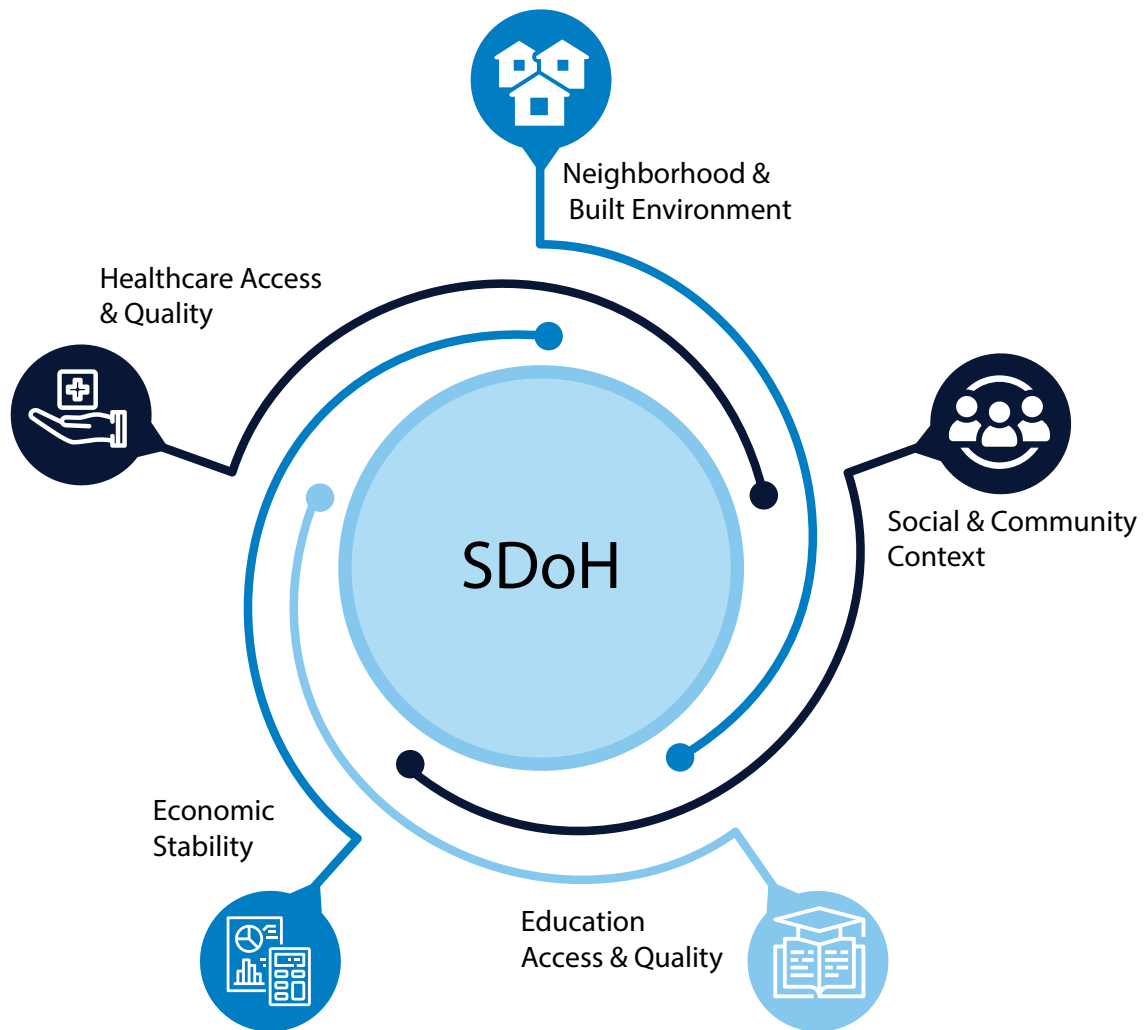 Neighborhood &
Built Environment
Healthcare Access
& Quality
Social & Community
Context
SDoH
Economic
Stability
Education
Access & Quality